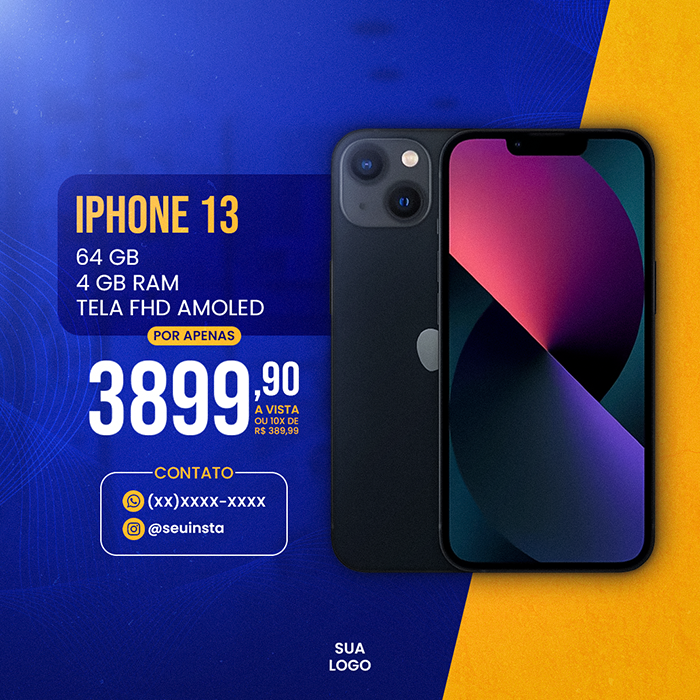 IPHONE 13
64 GB
4 GB RAM
TELA FHD AMOLED
POR APENAS
3899,90
A VISTA
OU 10X DE
R$ 389,99
CONTATO
(XX)XXXX-XXXX
@seuinsta
SUA
LOGO